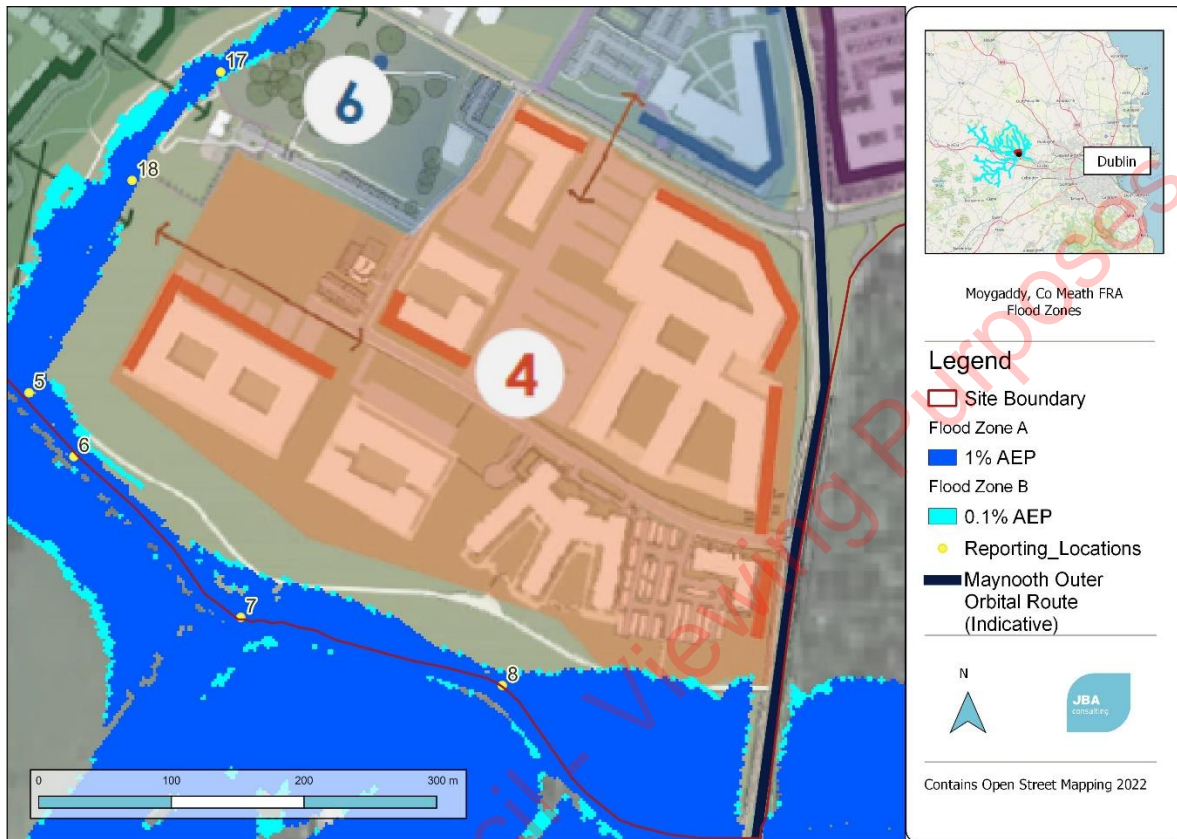 17
6
18
4
5
6
7
8
0 100 200 300 m
Dublin
Moygaddy, Co Meath FRA
Flood Zones
Legend
Site Boundary
Flood Zone A
1% AEP
Flood Zone B
0.1% AEP
Reporting_Locations
Maynooth Outer
Orbital Route
(Indicative)
N
JBA
consulting
Contains Open Street Mapping 2022
Viewing Purposes